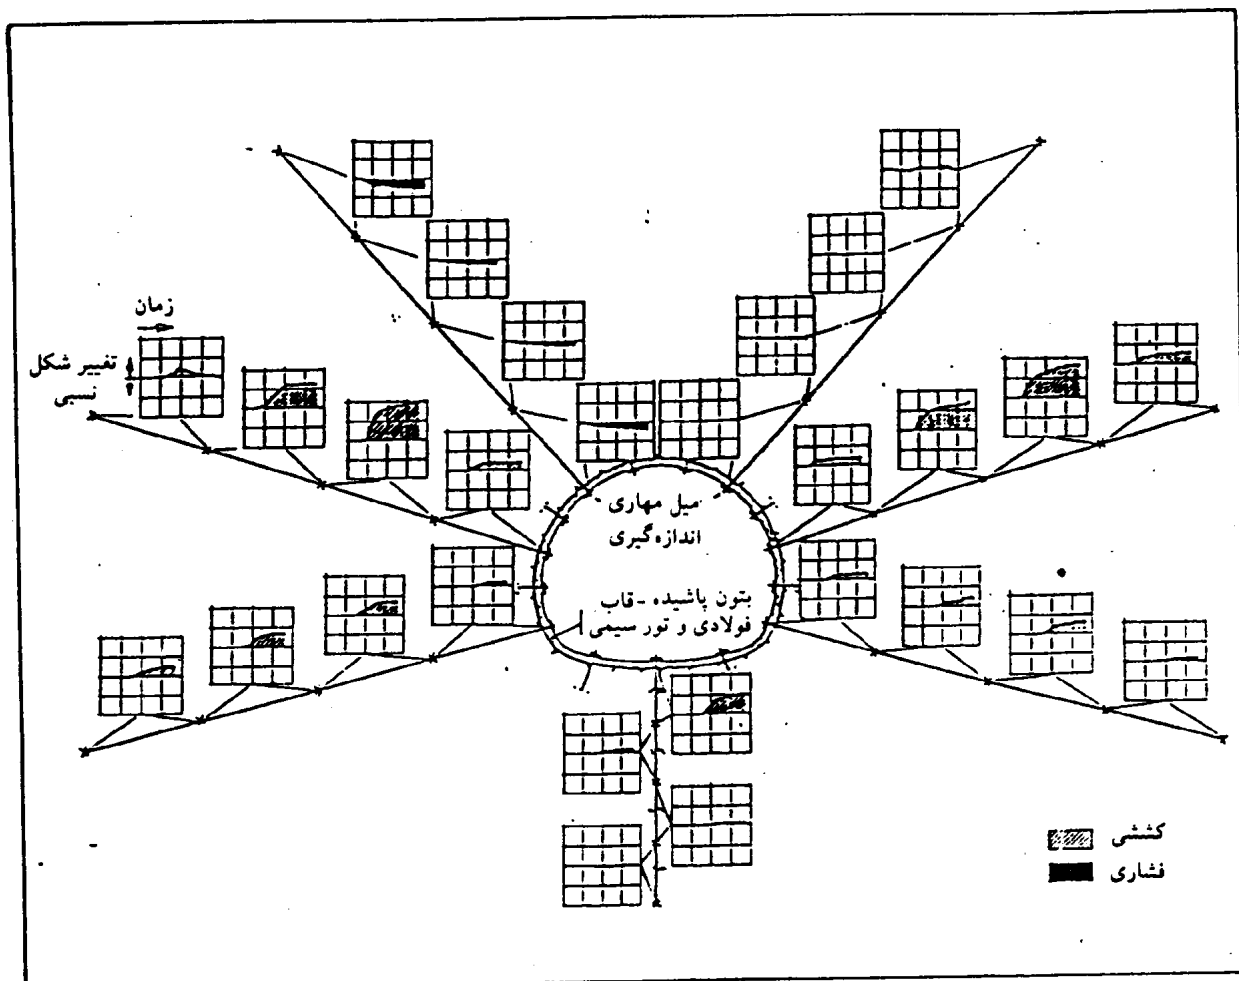 زمان
تغییر شکل
نسبی
میل مهاری
اندازه‌گیری
بتون پاشیده - قاب
فولادی و تور سیمی
کششی
فشاری